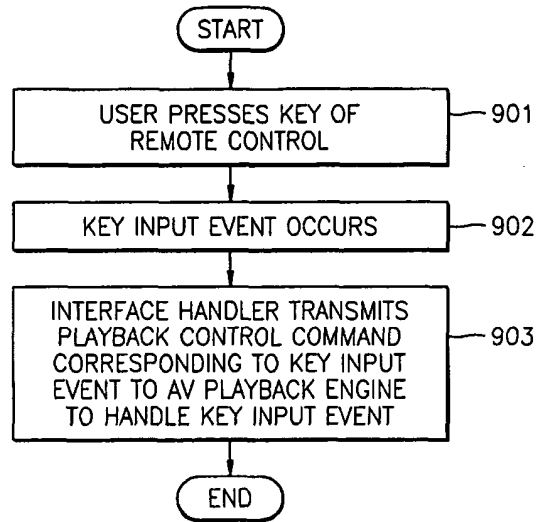 START
USER PRESSES KEY OF
REMOTE CONTROL
901
KEY INPUT EVENT OCCURS
902
INTERFACE HANDLER TRANSMITS
PLAYBACK CONTROL COMMAND
CORRESPONDING TO KEY INPUT
EVENT TO AV PLAYBACK ENGINE
TO HANDLE KEY INPUT EVENT
903
END